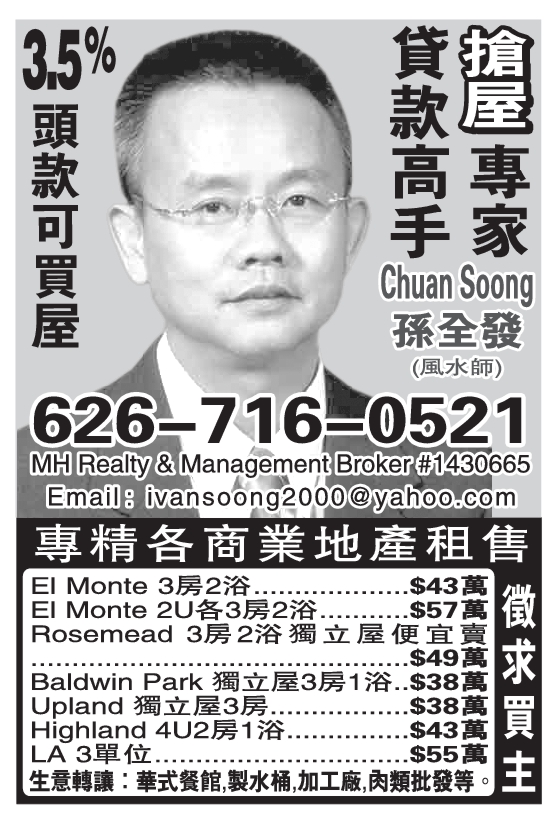 3.5%
頭款可買屋
搶屋專家
貸款高手
Chuan Soong
孫全發
(風水師)
626-716-0521
MH Realty & Management Broker #1430665
Email: ivansoong2000@yahoo.com
專精各商業地產租售
El Monte 3房2浴...................$43萬
El Monte 2U各3房2浴...........$57萬
Rosemead 3房2浴獨立屋便宜賣
..........................................$49萬
Baldwin Park 獨立屋3房1浴..$38萬
Upland 獨立屋3房................$38萬
Highland 4U2房1浴..............$43萬
LA 3單位.............................$55萬
生意轉讓：華式餐館,製水桶,加工廠,肉類批發等。
徵求買主